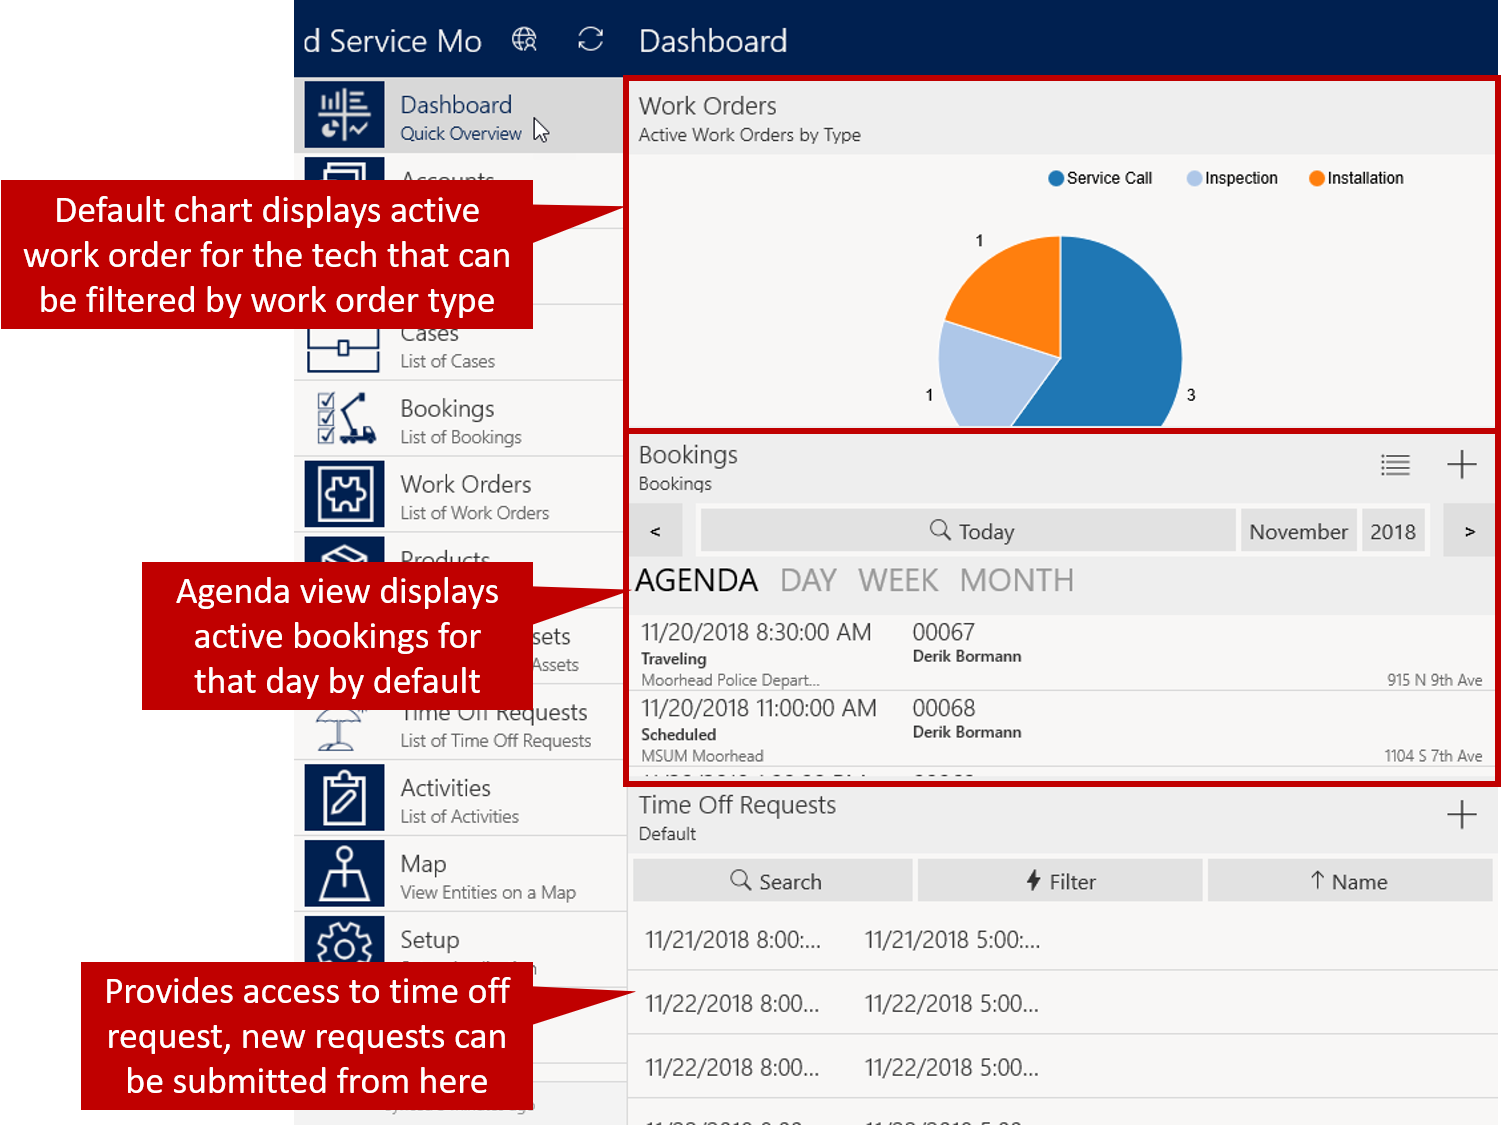 d Service Mo
Dashboard
Dashboard
Quick Overview
Accounts
Default chart displays active
work order for the tech that can
be filtered by work order type
Cases
List of Cases
Bookings
List of Bookings
Work Orders
List of Work Orders
Products
Agenda view displays
active bookings for
that day by default
sets
Assets
Time Off Requests
List of Time Off Requests
Activities
List of Activities
Map
View Entities on a Map
Setup
Provides access to time off
request, new requests can
be submitted from here
Work Orders
Active Work Orders by Type
Service Call Inspection Installation
1
1
3
Bookings
Bookings
< Today November 2018 >
AGENDA DAY WEEK MONTH
11/20/2018 8:30:00 AM 00067
Traveling Derik Bormann
Moorhead Police Depart... 915 N 9th Ave
11/20/2018 11:00:00 AM 00068
Scheduled Derik Bormann
MSUM Moorhead 1104 S 7th Ave
Time Off Requests
Default
Search Filter Name
11/21/2018 8:00:... 11/21/2018 5:00:...
11/22/2018 8:00... 11/22/2018 5:00...
11/22/2018 8:00... 11/22/2018 5:00...